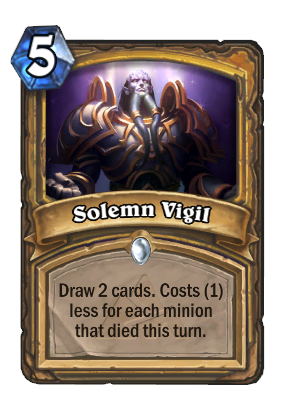 5
Solemn Vigil
Draw 2 cards. Costs (1)
less for each minion
that died this turn.